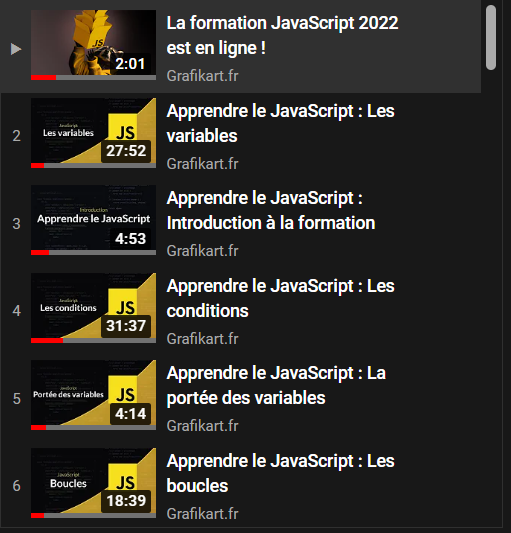 La formation JavaScript 2022
est en ligne !
Grafikart.fr
JS
2:01
2
Apprendre le JavaScript : Les
variables
Grafikart.fr
JavaScript
Les variables
JS
27:52
3
Apprendre le JavaScript :
Introduction à la formation
Grafikart.fr
Introduction
Apprendre le JavaScript
4:53
4
Apprendre le JavaScript : Les
conditions
Grafikart.fr
JavaScript
Les conditions
JS
31:37
5
Apprendre le JavaScript : La
portée des variables
Grafikart.fr
JavaScript
Portée des variables
JS
4:14
6
Apprendre le JavaScript : Les
boucles
Grafikart.fr
JavaScript
Boucles
JS
18:39